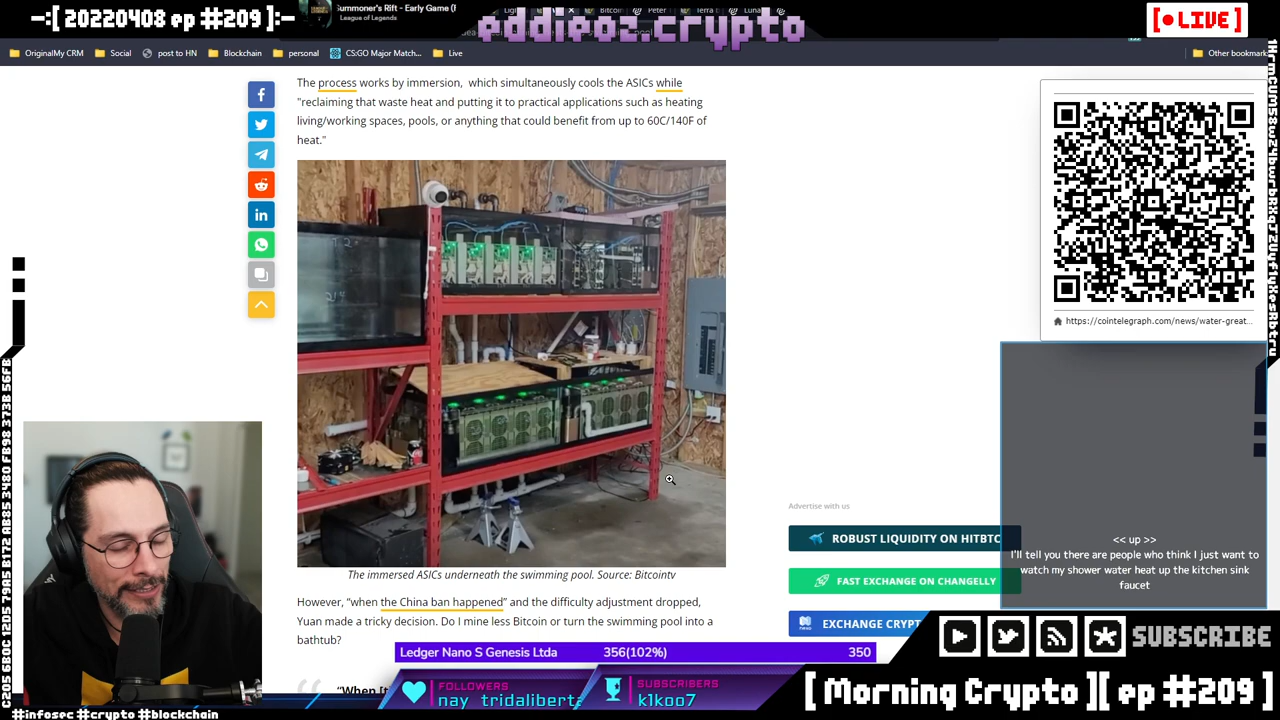 —:[ 20220408 ep #209 ]:—
Summoner's Rift - Early Game (
League of Legends
eddieoz.crypto
[ LIVE ]
OriginalMy CRM
Social
post to HN
Blockchain
personal
CS:GO Major Match...
Live
Other bookmark
The process works by immersion, which simultaneously cools the ASICs while
"reclaiming that waste heat and putting it to practical applications such as heating
living/working spaces, pools, or anything that could benefit from up to 60C/140F of
heat."
https://cointelegraph.com/news/water-great...
<< up >>
I'll tell you there are people who think I just want to
watch my shower water heat up the kitchen sink
faucet
Advertise with us
ROBUST LIQUIDITY ON HITBTC
FAST EXCHANGE ON CHANGELLY
EXCHANGE CRYPT
The immersed ASICs underneath the swimming pool. Source: Bitcointv
However, “when the China ban happened” and the difficulty adjustment dropped,
Yuan made a tricky decision. Do I mine less Bitcoin or turn the swimming pool into a
bathtub?
“When
Ledger Nano S Genesis Ltda
356(102%)
350
FOLLOWERS
nay tridaliberta
SUBSCRIBERS
k1koo7
SUBSCRIBE
[ Morning Crypto ][ ep #209 ]
#infosec #crypto #blockchain